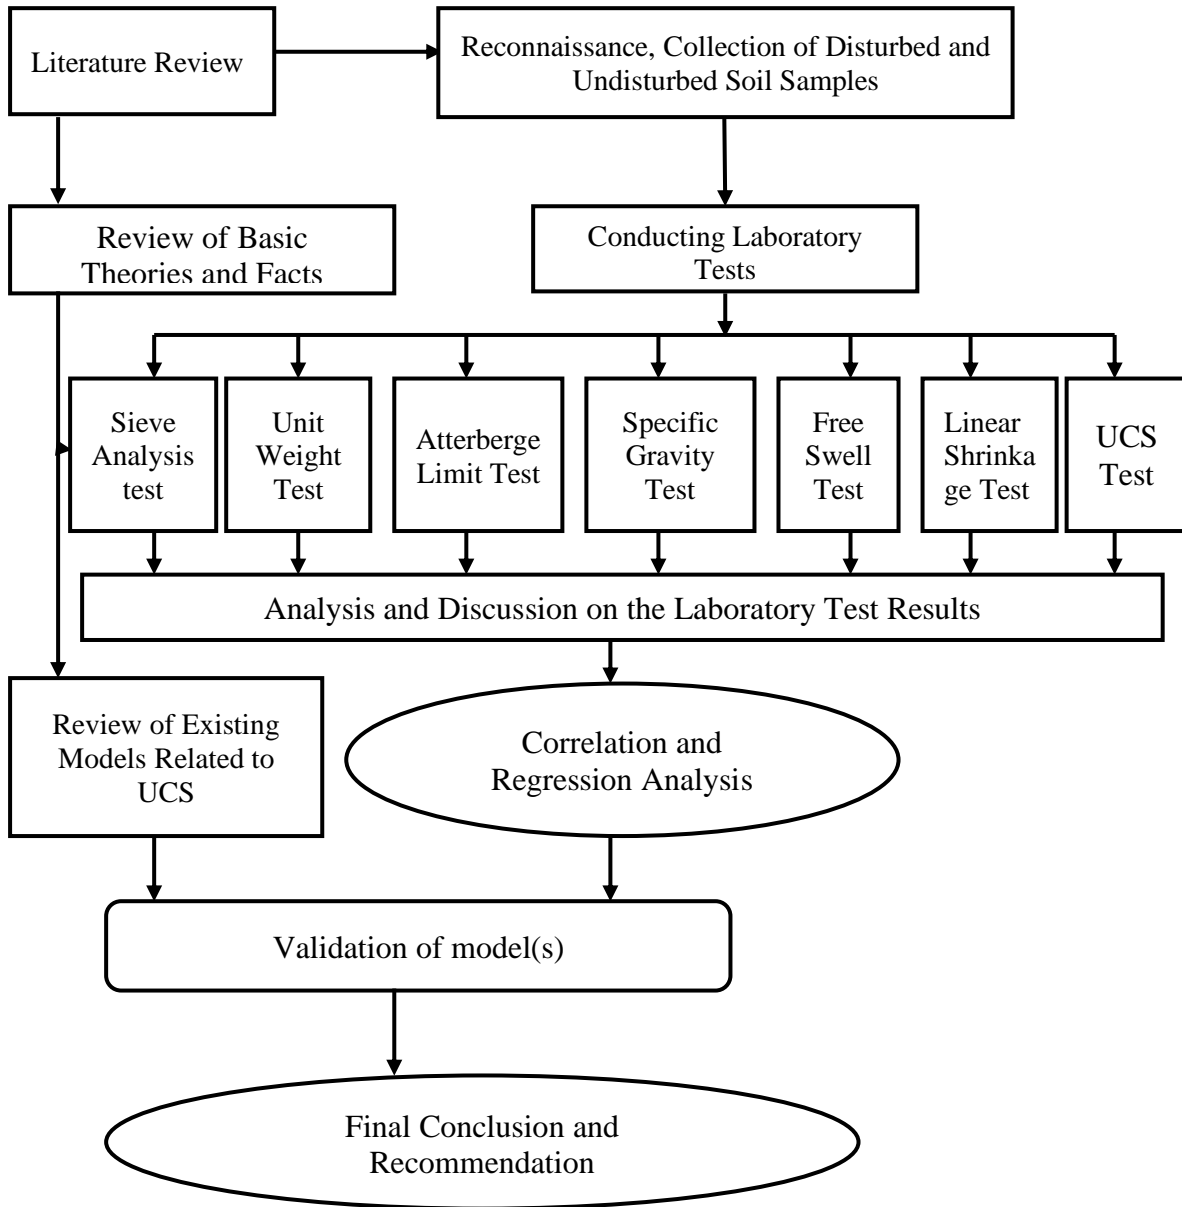 Literature Review
Reconnaissance, Collection of Disturbed and
Undisturbed Soil Samples
Review of Basic
Theories and Facts
Conducting Laboratory
Tests
Sieve
Analysis
test
Unit
Weight
Test
Atterberge
Limit Test
Specific
Gravity
Test
Free
Swell
Test
Linear
Shrinka
ge Test
UCS
Test
Analysis and Discussion on the Laboratory Test Results
Review of Existing
Models Related to
UCS
Correlation and
Regression Analysis
Validation of model(s)
Final Conclusion and
Recommendation